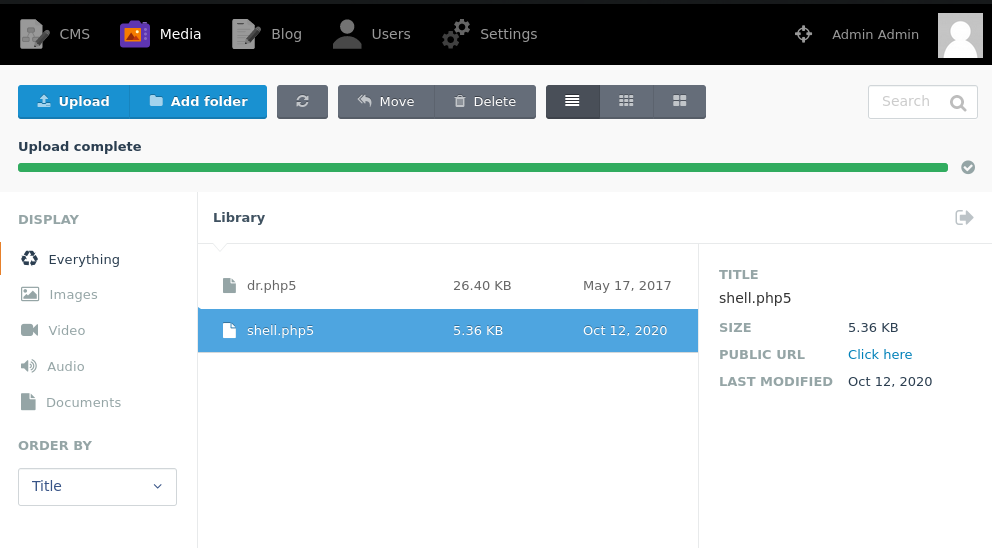 CMS Media Blog Users Settings Admin Admin
Upload Add folder Move Delete Search
Upload complete
DISPLAY
Everything
Images
Video
Audio
Documents
ORDER BY
Title
Library
dr.php5 26.40 KB May 17, 2017
shell.php5 5.36 KB Oct 12, 2020
TITLE
shell.php5
SIZE 5.36 KB
PUBLIC URL Click here
LAST MODIFIED Oct 12, 2020